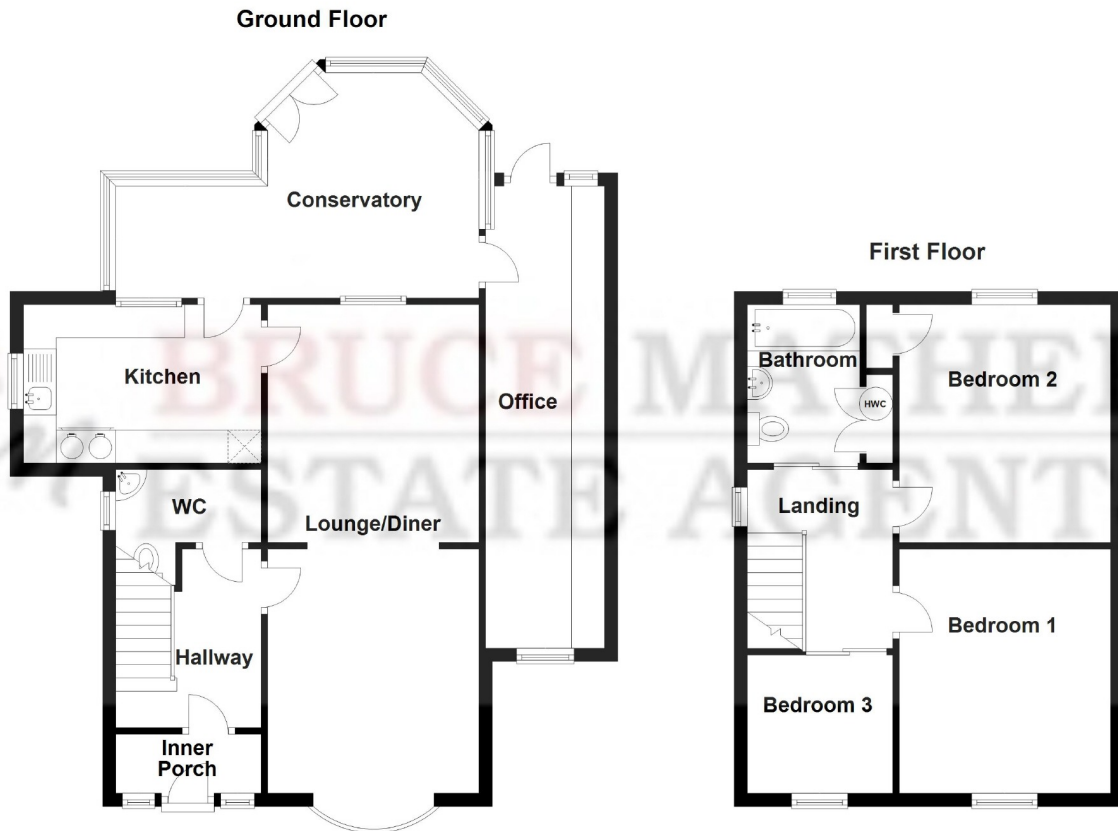 Ground Floor
Conservatory
Kitchen
Office
WC
Lounge/Diner
Hallway
Inner
Porch
First Floor
Bathroom
Bedroom 2
HWC
Landing
Bedroom 1
Bedroom 3
BRUCE MATHER
ESTATE AGENT